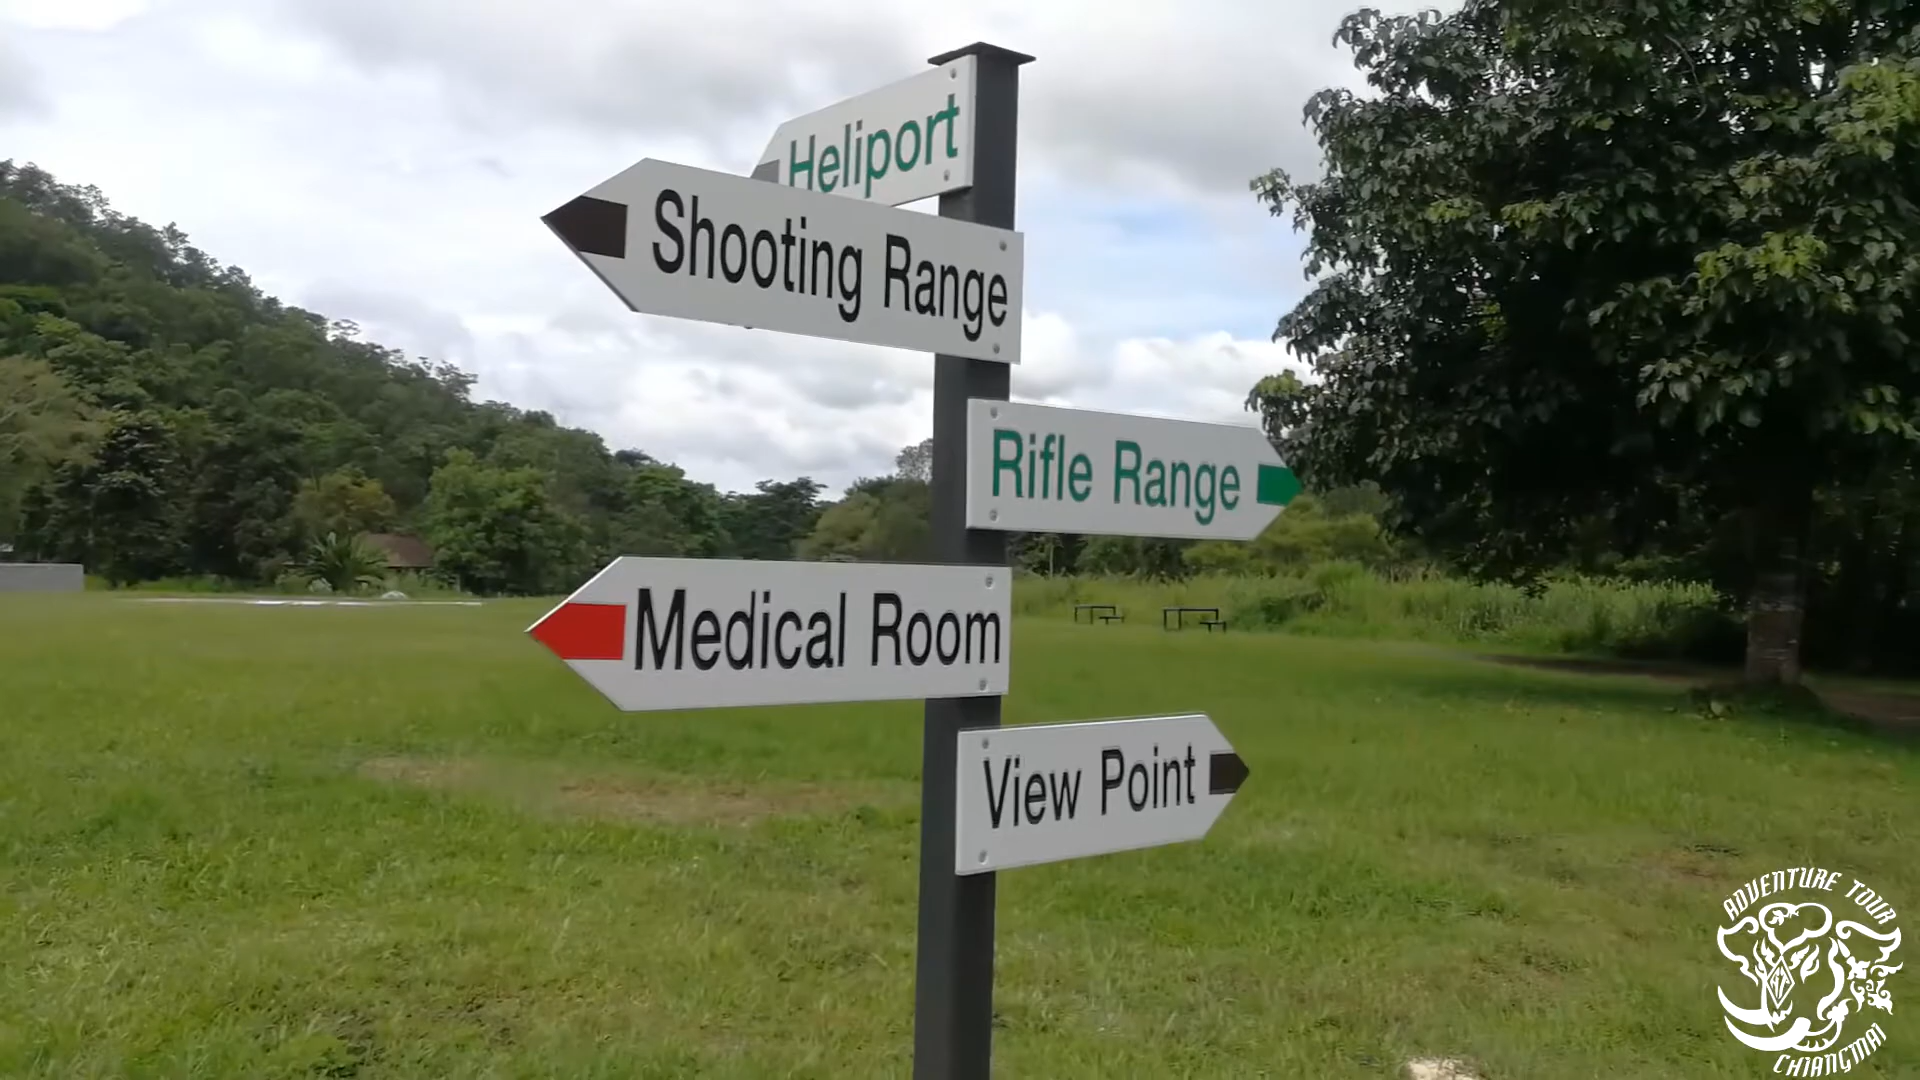 Heliport
Shooting Range
Rifle Range
Medical Room
View Point
ADVENTURE TOUR
CHIANGMAI